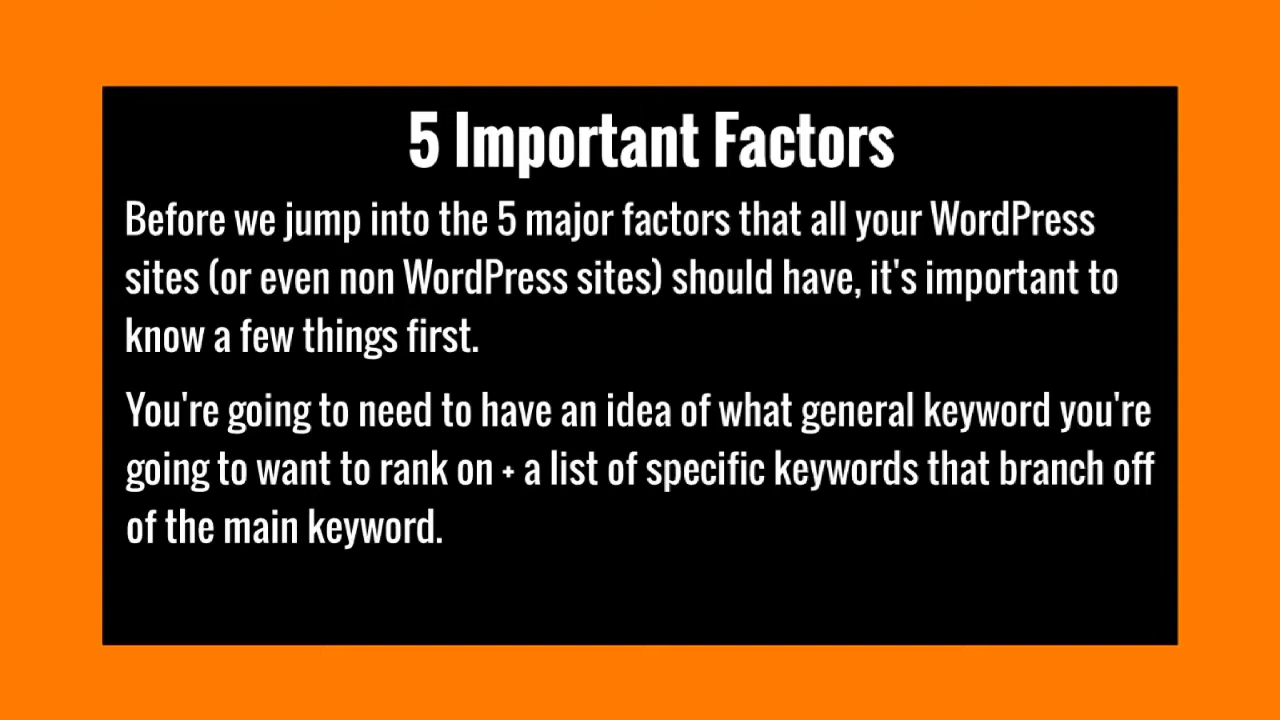 5 Important Factors
Before we jump into the 5 major factors that all your WordPress
sites (or even non WordPress sites) should have, it's important to
know a few things first.
You're going to need to have an idea of what general keyword you're
going to want to rank on + a list of specific keywords that branch off
of the main keyword.